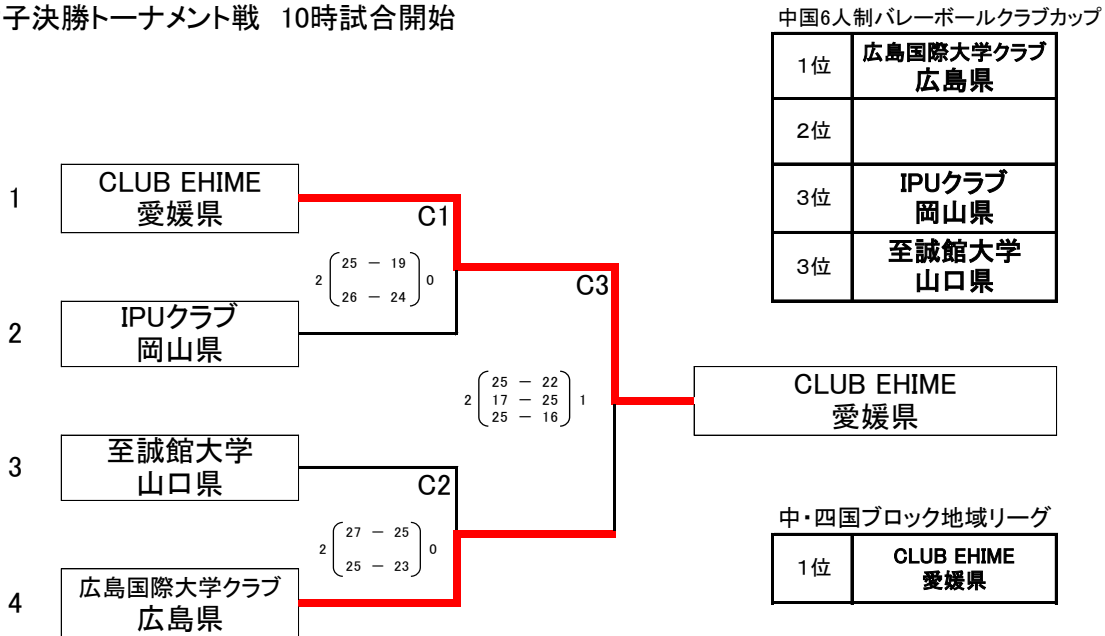 子決勝トーナメント戦 10時試合開始
中国6人制バレーボールクラブカップ
1位
広島国際大学クラブ
広島県
2位
3位
IPUクラブ
岡山県
3位
至誠館大学
山口県
1
CLUB EHIME
愛媛県
C1
2 25 － 19 0
26 － 24
2
IPUクラブ
岡山県
C3
25 － 22
2 17 － 25 1
25 － 16
CLUB EHIME
愛媛県
3
至誠館大学
山口県
C2
2 27 － 25 0
25 － 23
4
広島国際大学クラブ
広島県
中・四国ブロック地域リーグ
1位
CLUB EHIME
愛媛県